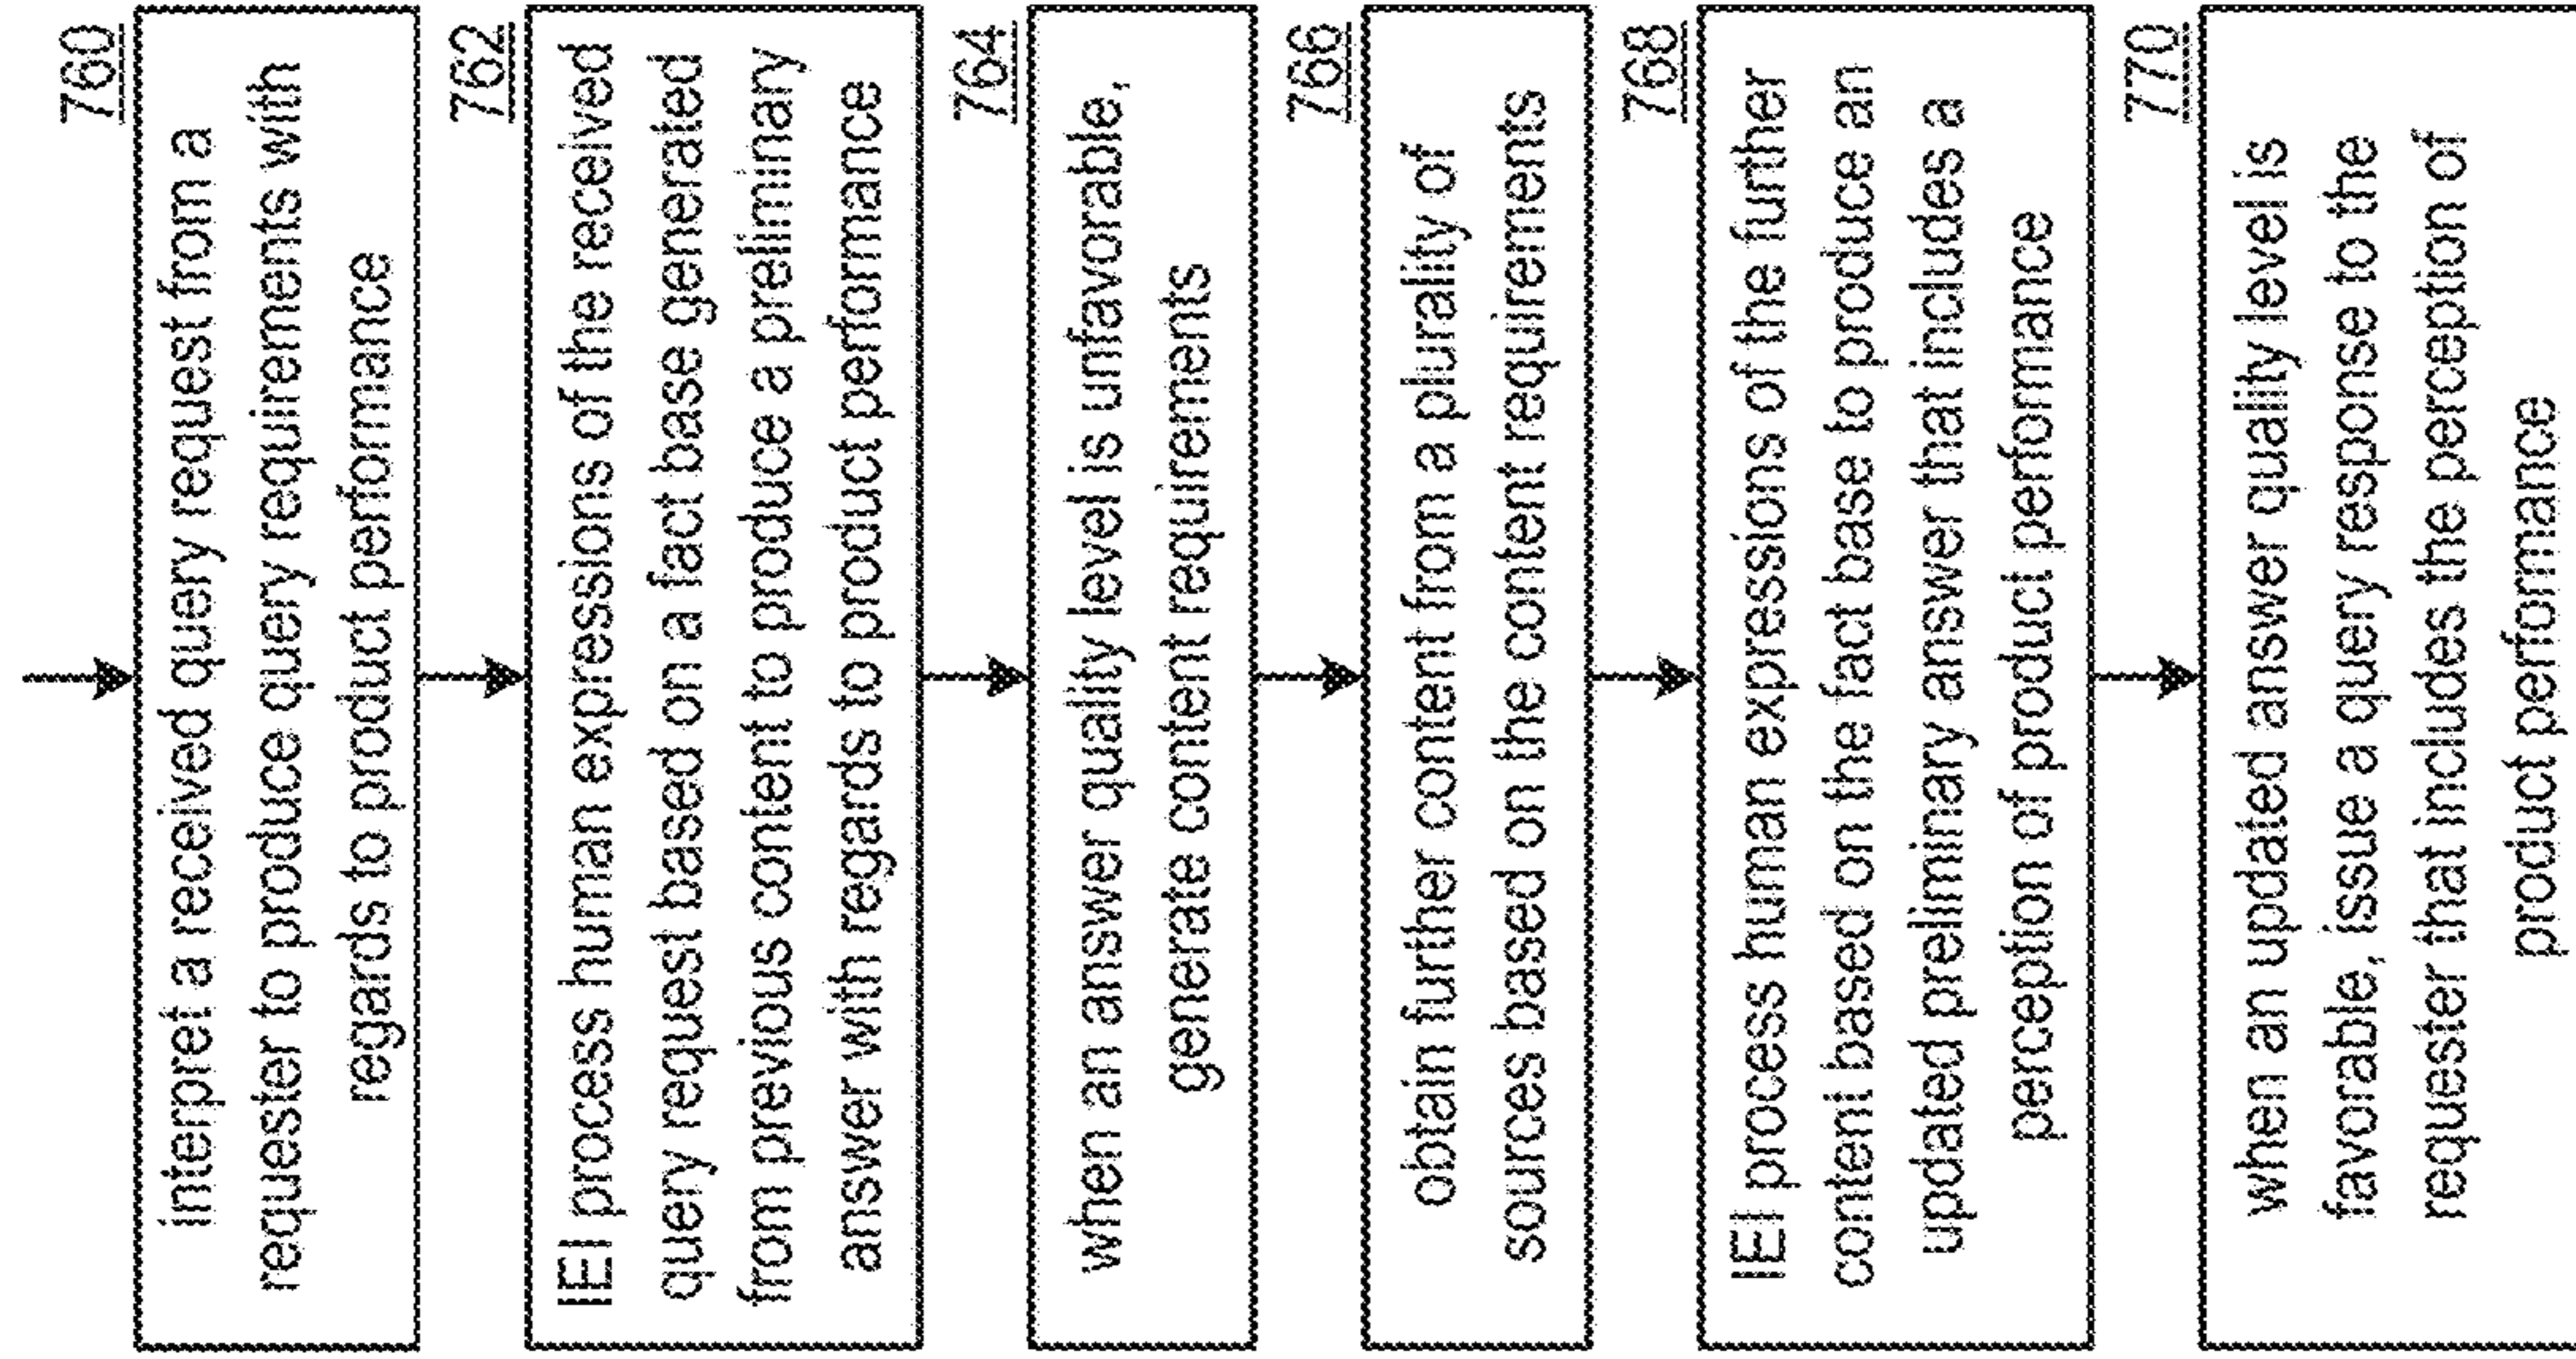 760
interpret a received query request from a
requester to produce query requirements with
regards to product performance
762
IEI process human expressions of the received
query request based on a fact base generated
from previous content to produce a preliminary
answer with regards to product performance
764
when an answer quality level is unfavorable,
generate content requirements
766
obtain further content from a plurality of
sources based on the content requirements
768
IEI process human expressions of the further
content based on the fact base to produce an
updated preliminary answer that includes a
perception of product performance
770
when an updated answer quality level is
favorable, issue a query response to the
requester that includes the perception of
product performance